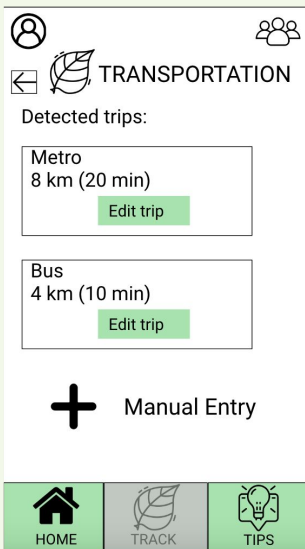 TRANSPORTATION
Detected trips:
Metro
8 km (20 min)
Edit trip
Bus
4 km (10 min)
Edit trip
Manual Entry
HOME
TRACK
TIPS